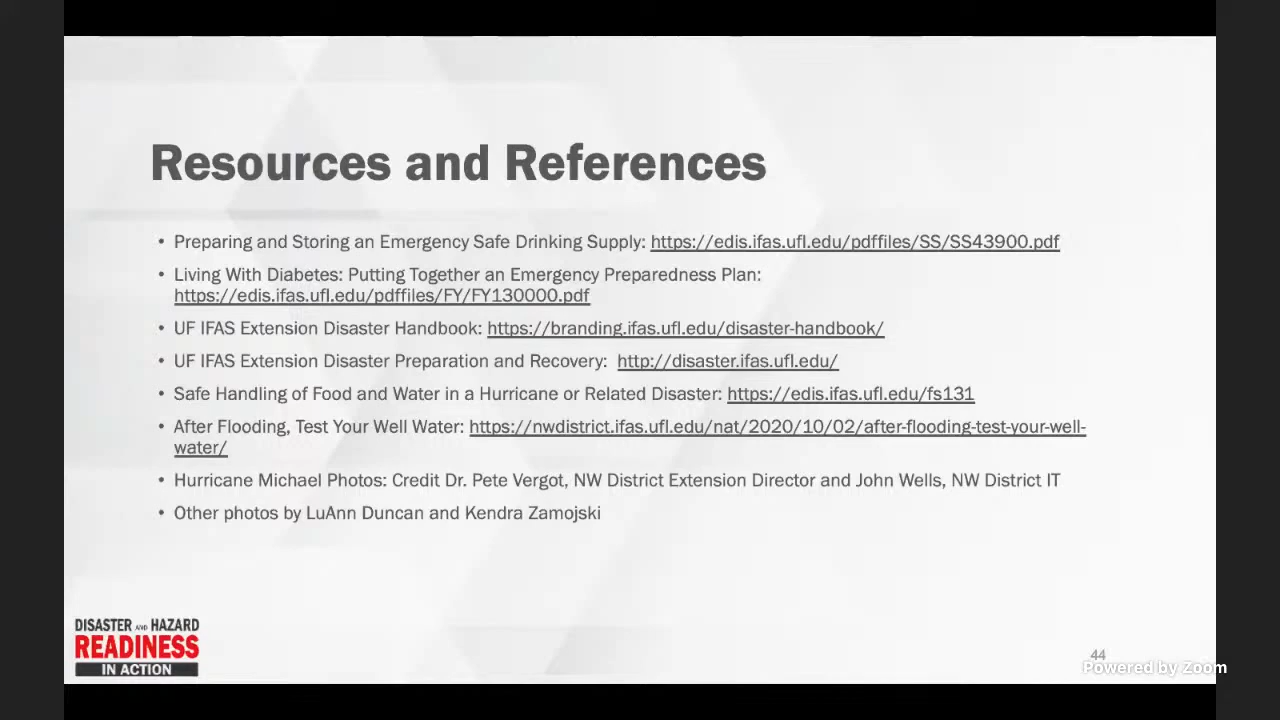 Resources and References
• Preparing and Storing an Emergency Safe Drinking Supply: https://edis.ifas.ufl.edu/pdffiles/SS/SS43900.pdf
• Living With Diabetes: Putting Together an Emergency Preparedness Plan:
https://edis.ifas.ufl.edu/pdffiles/FY/FY130000.pdf
• UF IFAS Extension Disaster Handbook: https://branding.ifas.ufl.edu/disaster-handbook/
• UF IFAS Extension Disaster Preparation and Recovery: http://disaster.ifas.ufl.edu/
• Safe Handling of Food and Water in a Hurricane or Related Disaster: https://edis.ifas.ufl.edu/fs131
• After Flooding, Test Your Well Water: https://nwdistrict.ifas.ufl.edu/nat/2020/10/02/after-flooding-test-your-well-
water/
• Hurricane Michael Photos: Credit Dr. Pete Vergot, NW District Extension Director and John Wells, NW District IT
• Other photos by LuAnn Duncan and Kendra Zamojski
DISASTER AND HAZARD
READINESS
IN ACTION
44
Powered by Zoom